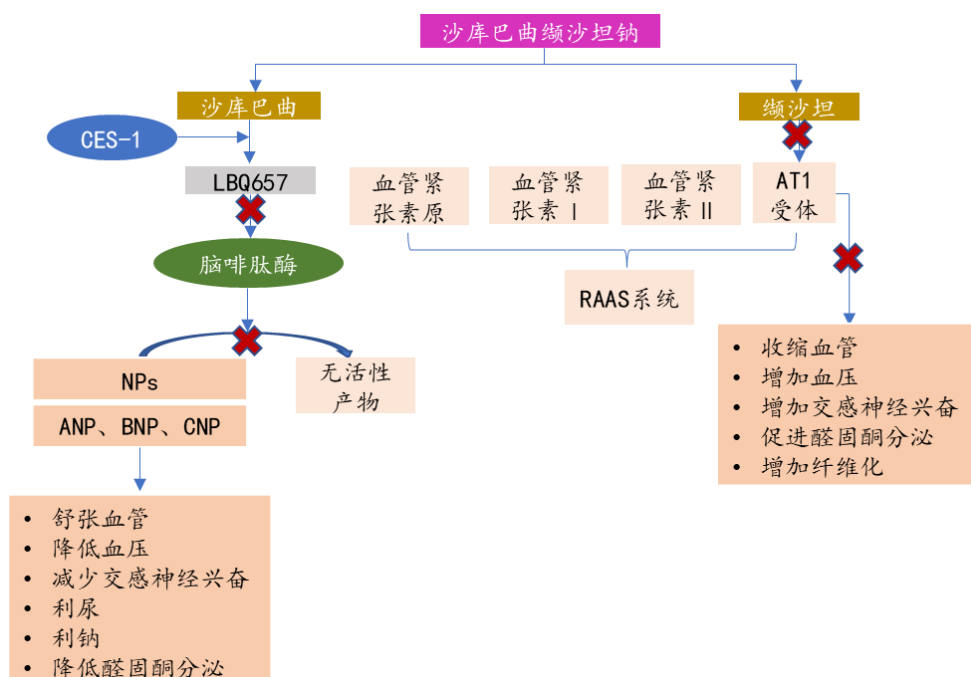 沙库巴曲缬沙坦钠
沙库巴曲
缬沙坦
CES-1
LBQ657
血管紧
张素原
血管紧
张素Ⅰ
血管紧
张素Ⅱ
AT1
受体
脑啡肽酶
RAAS系统
NPs
无活性
产物
ANP、BNP、CNP
• 收缩血管
• 增加血压
• 增加交感神经兴奋
• 促进醛固酮分泌
• 增加纤维化
• 舒张血管
• 降低血压
• 减少交感神经兴奋
• 利尿
• 利钠
• 降低醛固酮分泌